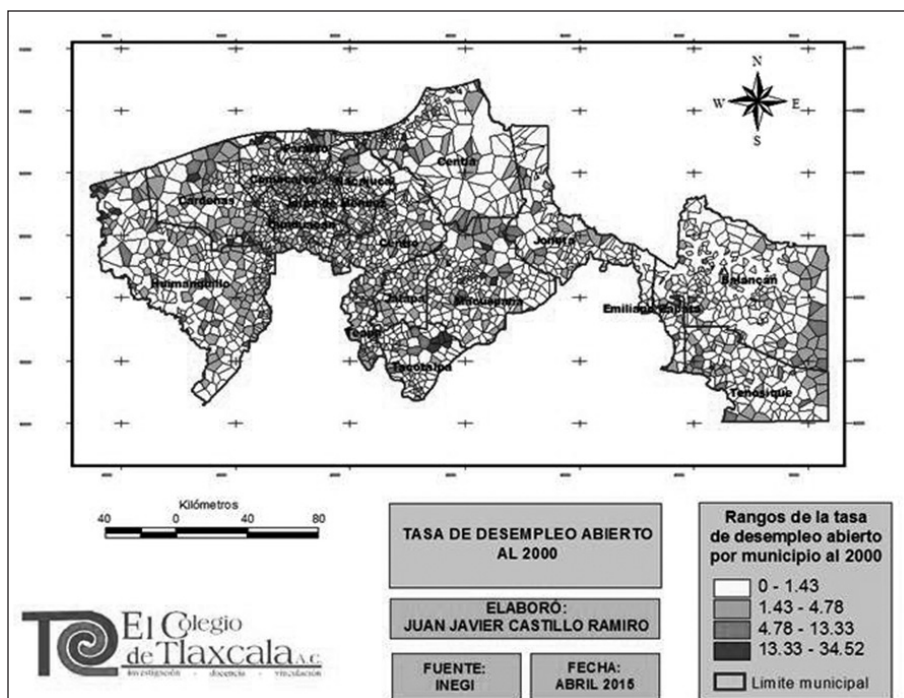 N
W E
S
Paraíso
Centla
Comalcalco
Nacajuca
Cárdenas
Jalpa de Méndez
Cunduacán
Centro
Jonuta
Huimanguillo
Balancán
Jalapa
Macuspana
Emiliano Zapata
Teapa
Tacotalpa
Tenosique
Kilómetros
40 0 40 80
TASA DE DESEMPLEO ABIERTO
AL 2000
ELABORÓ:
JUAN JAVIER CASTILLO RAMIRO
FUENTE:
INEGI
FECHA:
ABRIL 2015
Rangos de la tasa
de desempleo abierto
por municipio al 2000
0 - 1.43
1.43 - 4.78
4.78 - 13.33
13.33 - 34.52
Límite municipal
El Colegio
de Tlaxcala A.C.
investigación - docencia - vinculación